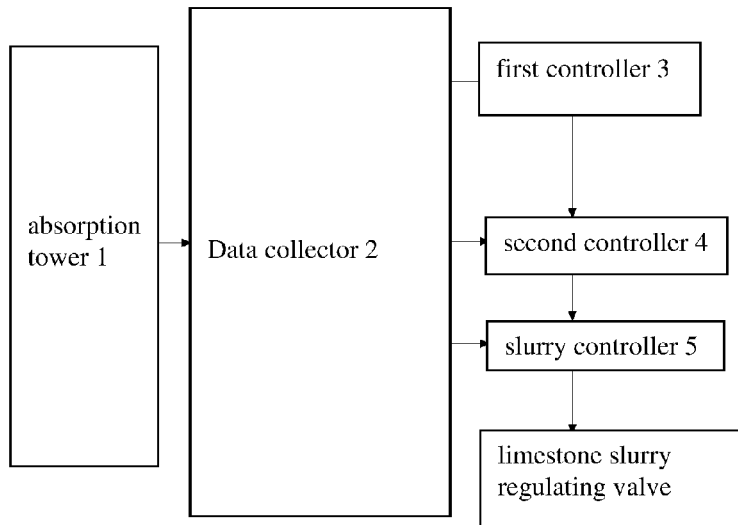 first controller 3
absorption
tower 1
Data collector 2
second controller 4
slurry controller 5
limestone slurry
regulating valve